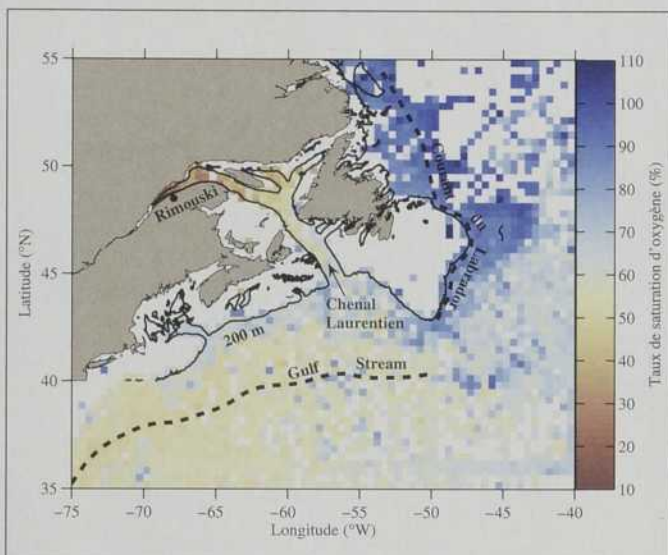 55
50
45
40
35
Latitude (°N)
−75
−70
−65
−60
−55
−50
−45
−40
Longitude (°W)
Rimouski
200 m
Chenal
Laurentien
Gulf Stream
Courant du Labrador
110
100
90
80
70
60
50
40
30
20
10
Taux de saturation d'oxygène (%)